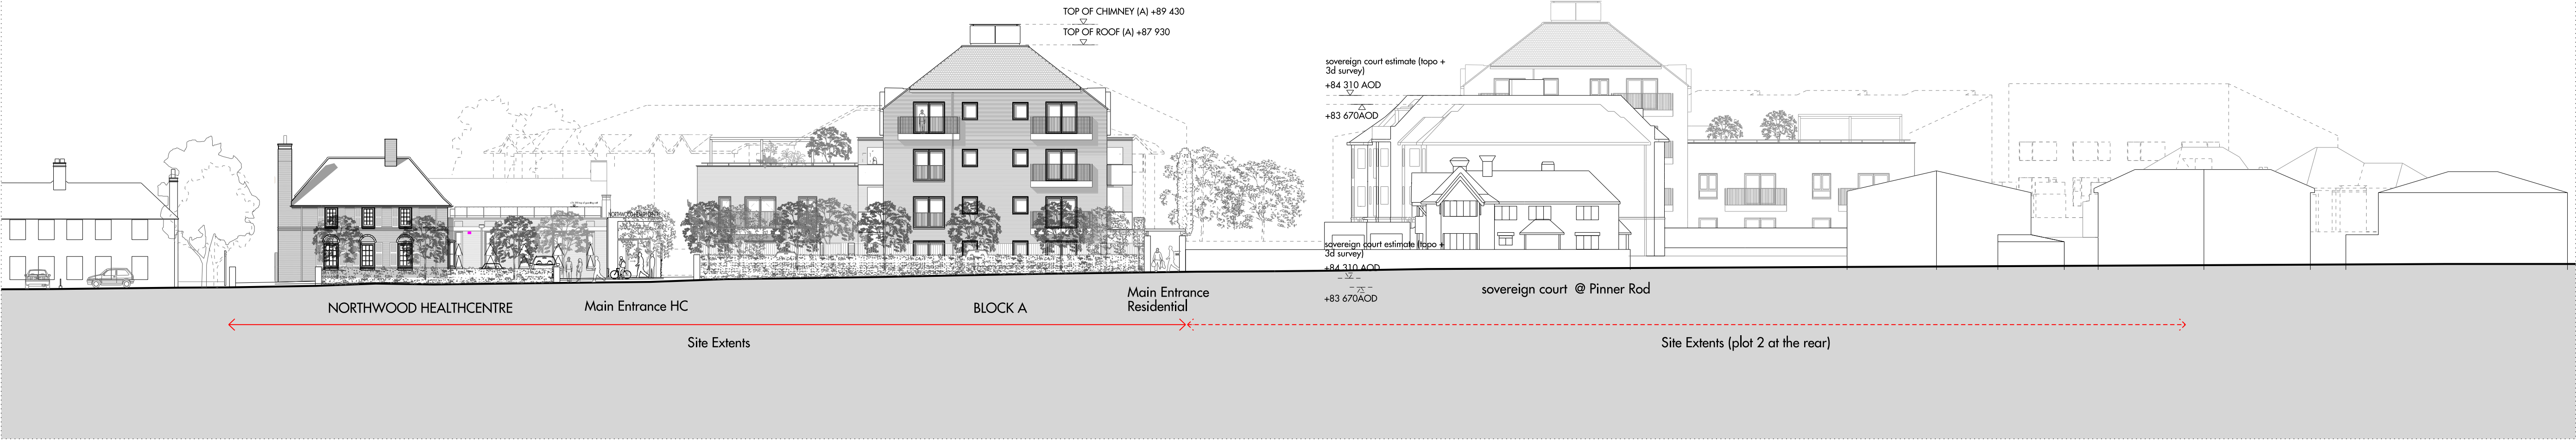 TOP OF CHIMNEY (A) +89 430
TOP OF ROOF (A) +87 930
sovereign court estimate (topo +
3d survey)
+84 310 AOD
+83 670AOD
sovereign court estimate (topo +
3d survey)
+84 310 AOD
+83 670AOD
NORTHWOOD HEALTHCENTRE
Main Entrance HC
BLOCK A
Main Entrance
Residential
sovereign court @ Pinner Rod
Site Extents
Site Extents (plot 2 at the rear)